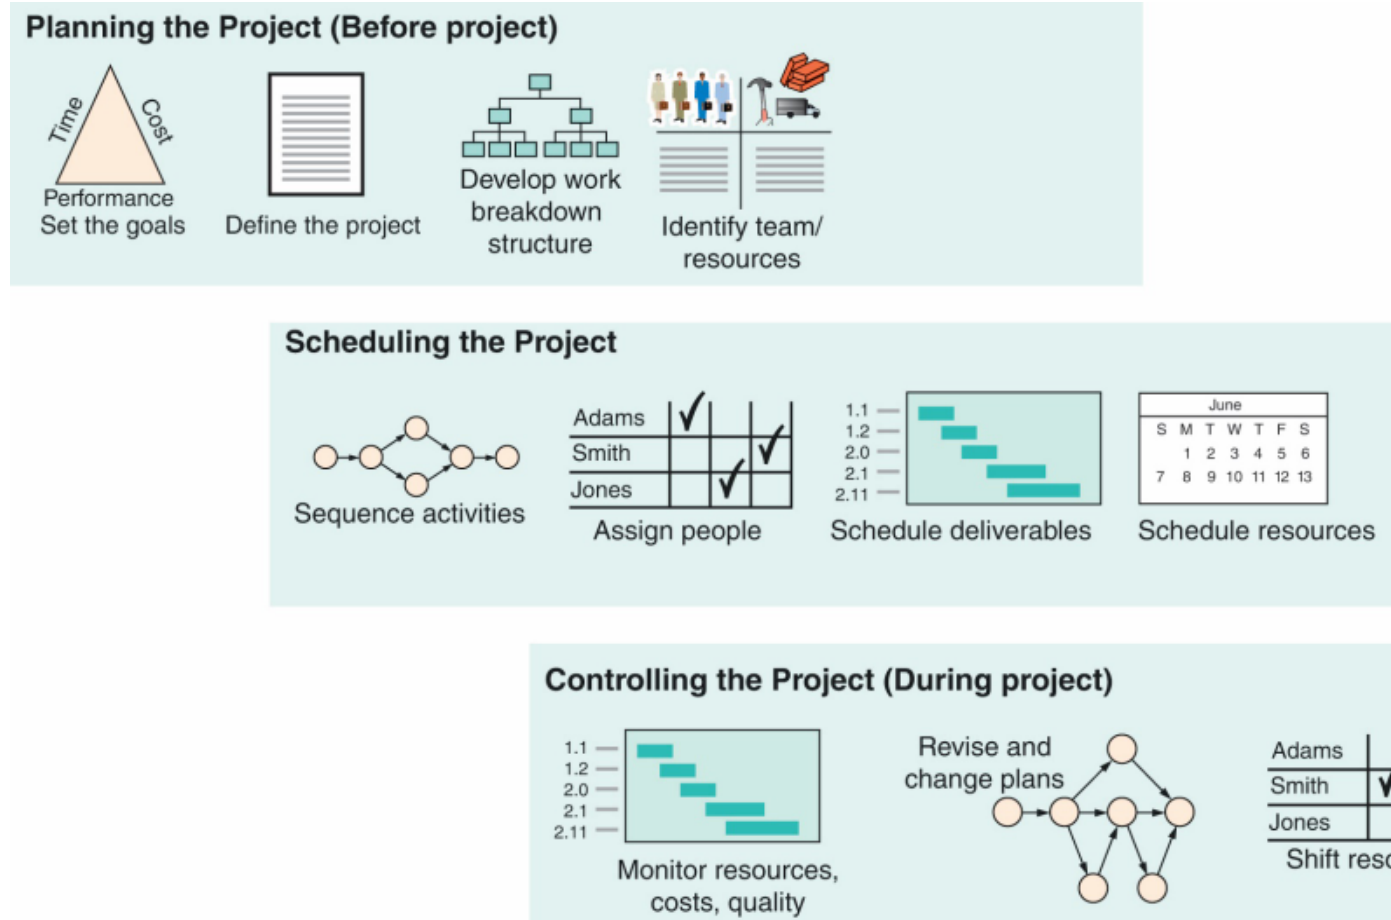 Planning the Project (Before project)
Time
Cost
Performance
Set the goals
Define the project
Develop work
breakdown
structure
Identify team/
resources
Scheduling the Project
Sequence activities
Adams
Smith
Jones
Assign people
1.1
1.2
2.0
2.1
2.11
Schedule deliverables
June
S M T W T F S
1 2 3 4 5 6
7 8 9 10 11 12 13
Schedule resources
Controlling the Project (During project)
1.1
1.2
2.0
2.1
2.11
Monitor resources,
costs, quality
Revise and
change plans
Adams
Smith
Jones
Shift